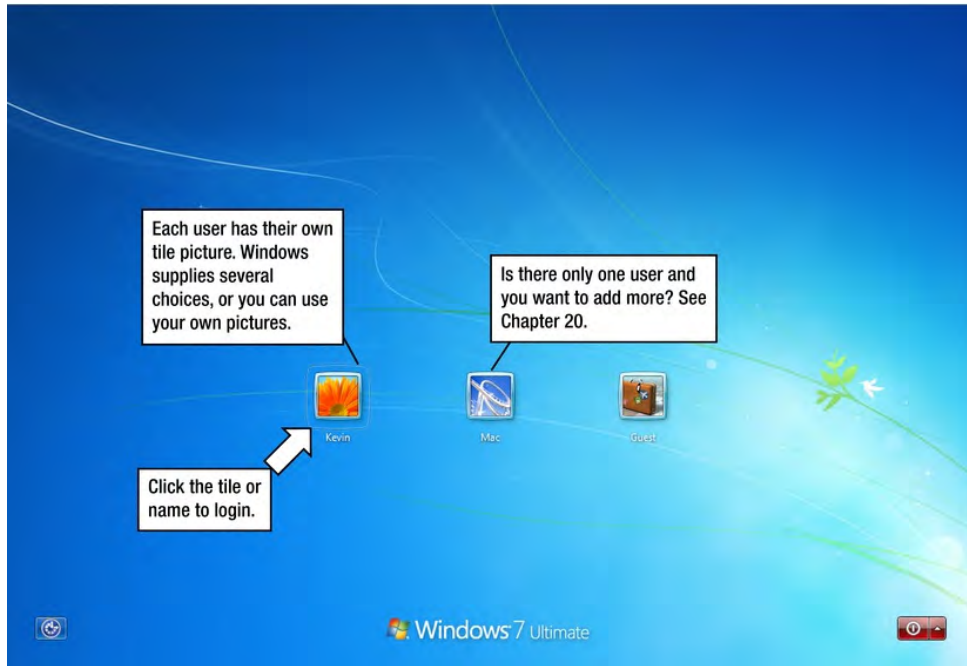 Each user has their own
tile picture. Windows
supplies several
choices, or you can use
your own pictures.
Is there only one user and
you want to add more? See
Chapter 20.
Kevin
Mac
Guest
Click the tile or
name to login.
Windows 7 Ultimate